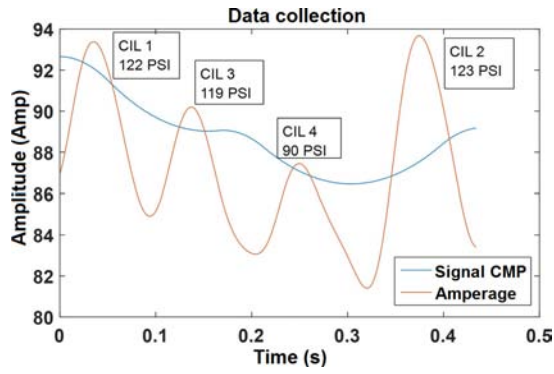 Data collection
Amplitude (Amp)
94
92
90
88
86
84
82
80
CIL 1
122 PSI
CIL 3
119 PSI
CIL 4
90 PSI
CIL 2
123 PSI
Signal CMP
Amperage
0 0.1 0.2 0.3 0.4 0.5
Time (s)